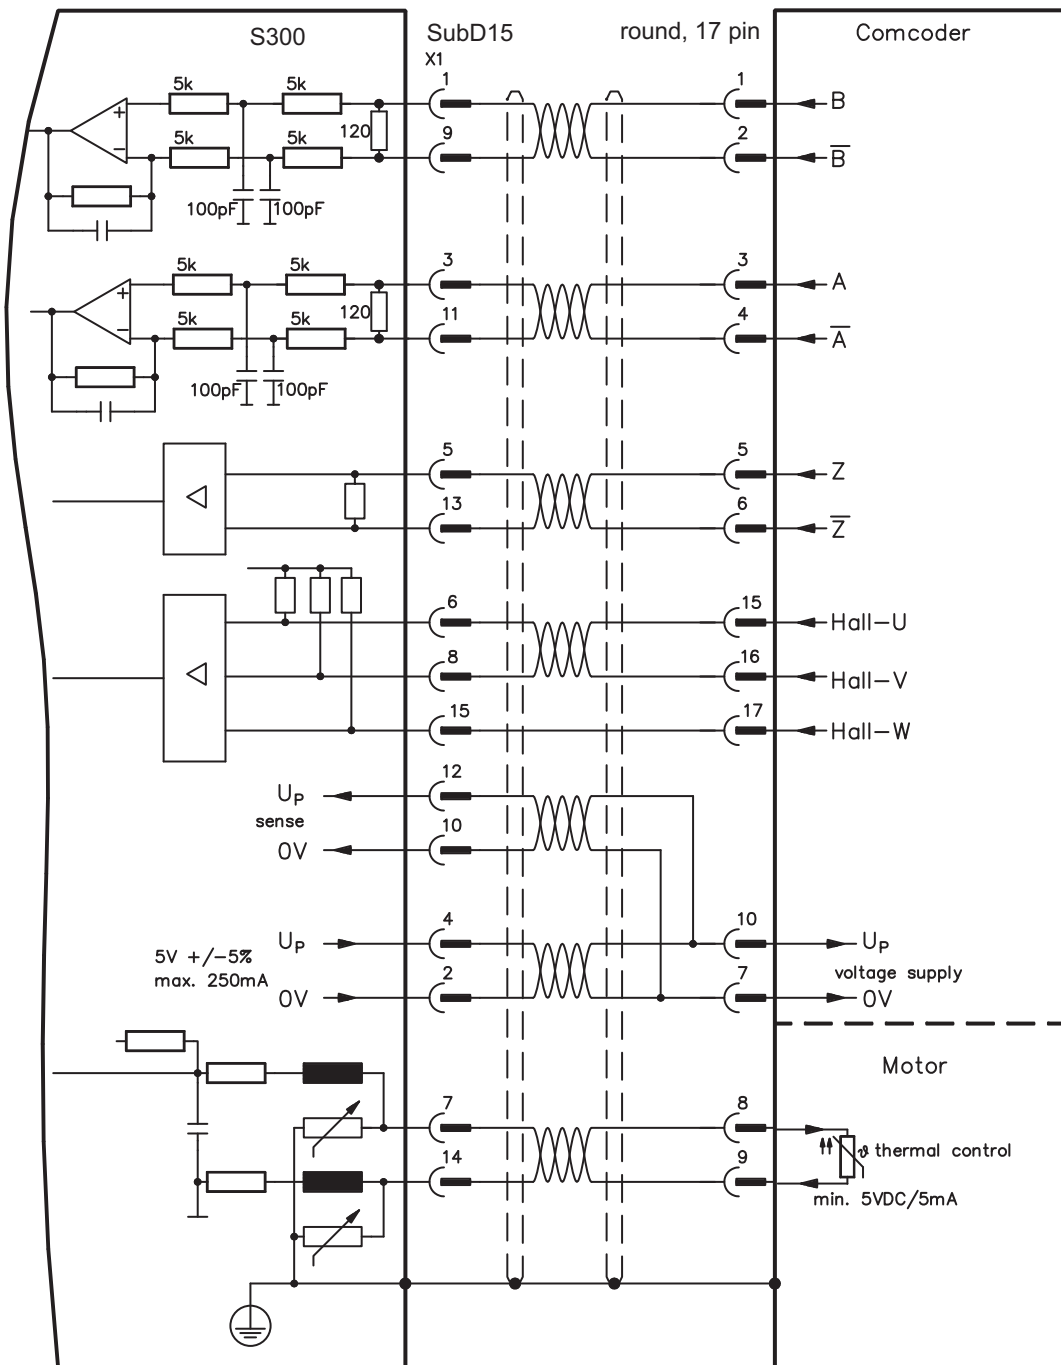 S300 SubD15 round, 17 pin Comcoder
X1
5k 5k 1 1 B
120
5k 5k 9 2 B̅
100pF 100pF
5k 5k 3 3 A
120
5k 5k 11 4 A̅
100pF 100pF
5 5 Z
13 6 Z̅
6 15 Hall-U
8 16 Hall-V
15 17 Hall-W
UP 12
sense
0V 10
UP 4 10 UP
5V +/-5%
max. 250mA
voltage supply
0V 2 7 0V
Motor
7 8
ϑ thermal control
14 9
min. 5VDC/5mA